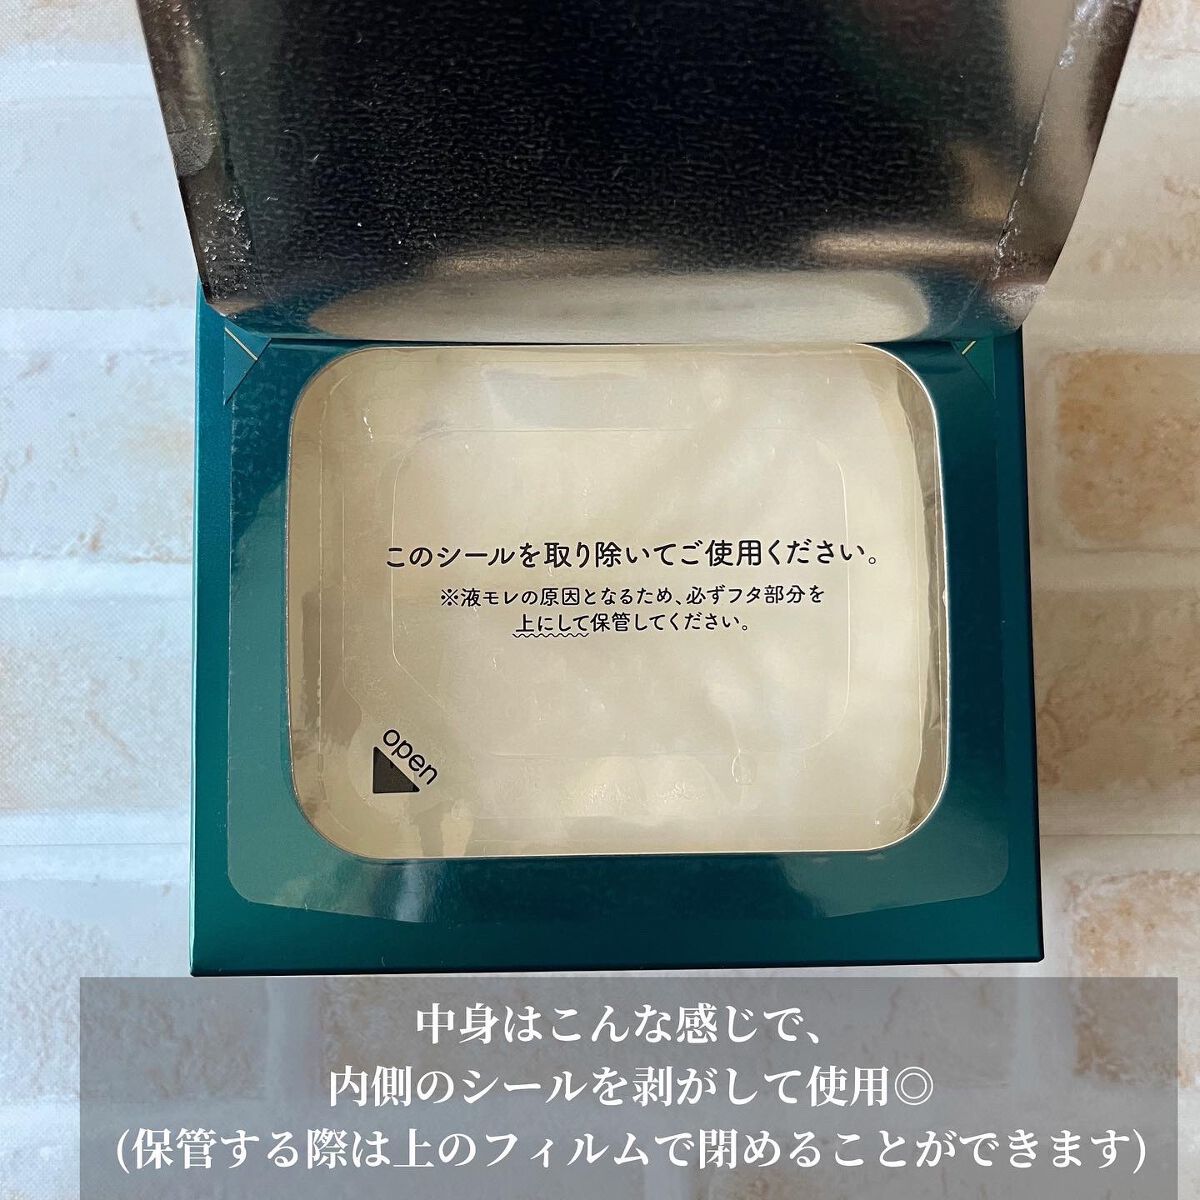 このシールを取り除いてご使用ください。
※液モレの原因となるため、必ずフタ部分を
上にして保管してください。
open
中身はこんな感じで、
内側のシールを剥がして使用◎
(保管する際は上のフィルムで閉めることができます)